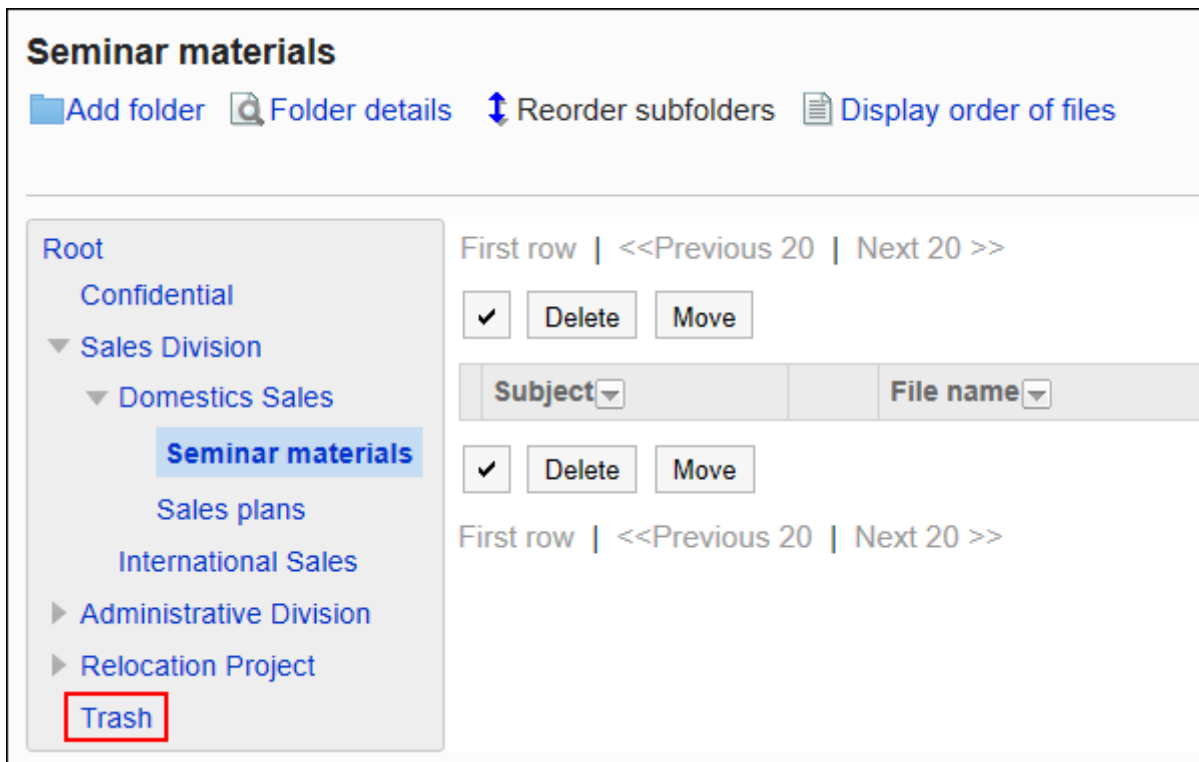 Seminar materials
Add folder Folder details Reorder subfolders Display order of files
Root
Confidential
Sales Division
Domestics Sales
Seminar materials
Sales plans
International Sales
Administrative Division
Relocation Project
Trash
First row | <<Previous 20 | Next 20 >>
Delete Move
Subject File name
Delete Move
First row | <<Previous 20 | Next 20 >>